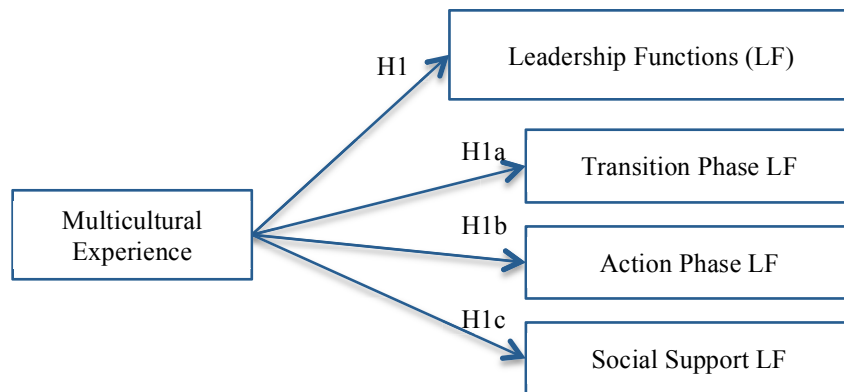 H1
Leadership Functions (LF)
H1a
Transition Phase LF
Multicultural
Experience
H1b
Action Phase LF
H1c
Social Support LF